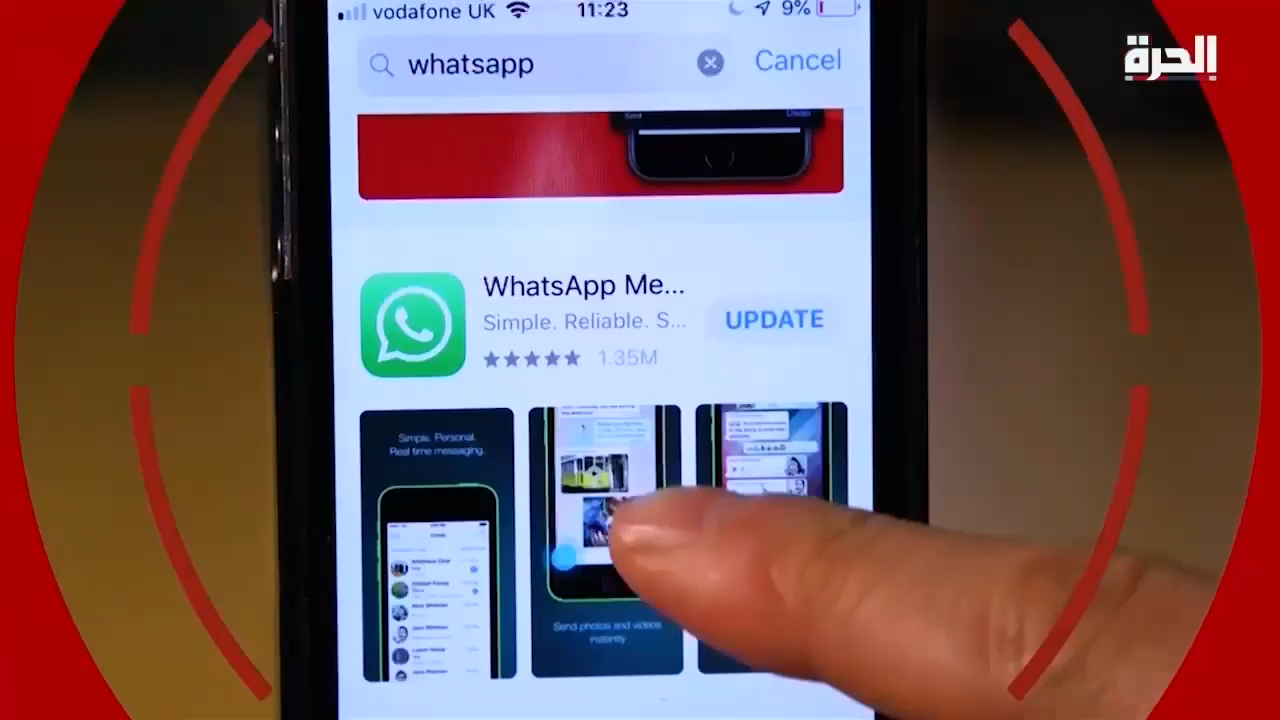 vodafone UK
11:23
9%
الحرة
whatsapp
Cancel
WhatsApp Me...
Simple. Reliable. S...
UPDATE
1.35M
Simple. Personal.
Real time messaging.
Send photos and videos
instantly